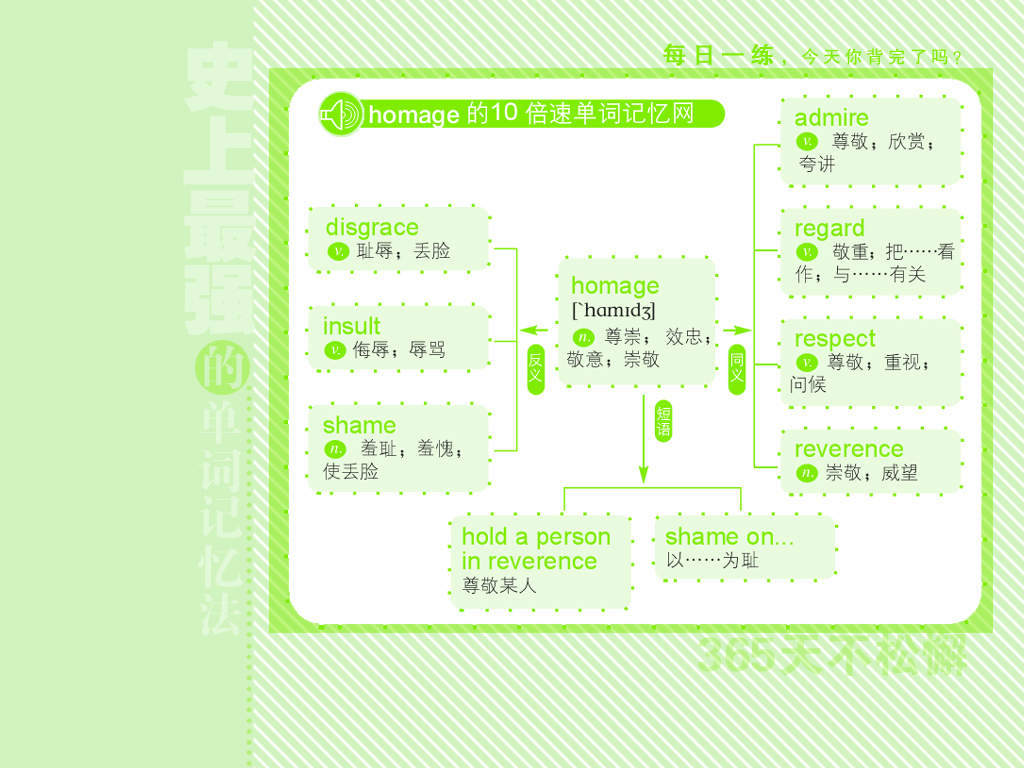 史上最强的单词记忆法
每日一练，今天你背完了吗？
homage 的10 倍速单词记忆网
disgrace
v. 耻辱；丢脸
insult
v. 侮辱；辱骂
shame
n. 羞耻；羞愧；
使丢脸
反义
homage
[`hɑmɪdʒ]
n. 尊崇；效忠；
敬意；崇敬
同义
admire
v. 尊敬；欣赏；
夸讲
regard
v. 敬重；把……看
作；与……有关
respect
v. 尊敬；重视；
问候
reverence
n. 崇敬；威望
短语
hold a person
in reverence
尊敬某人
shame on...
以……为耻
365天不松懈